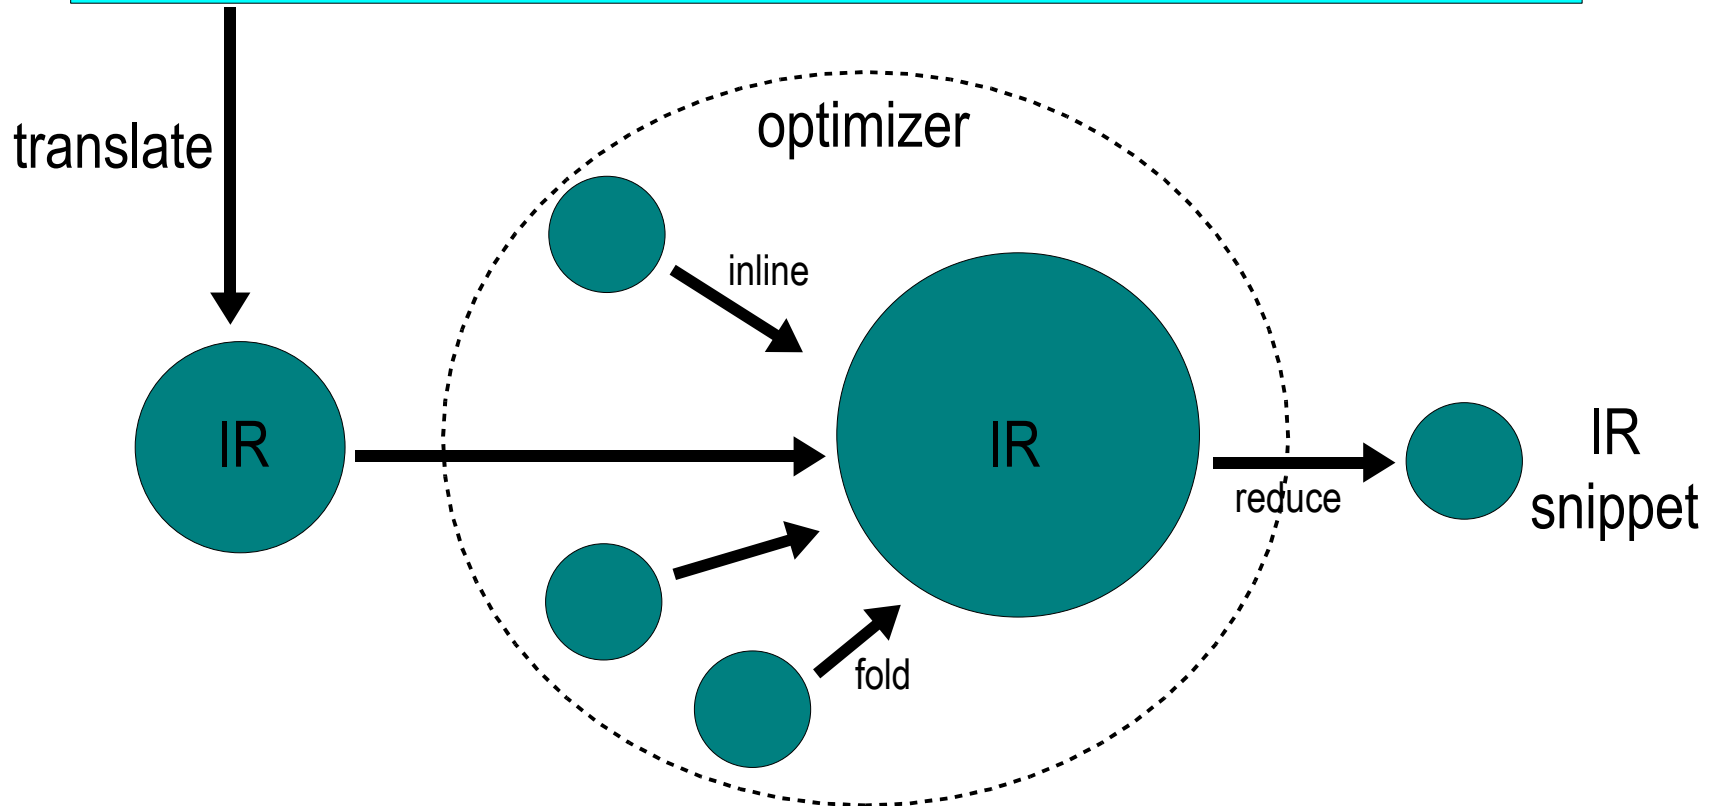 optimizer
translate
inline
IR
IR
IR
snippet
reduce
fold